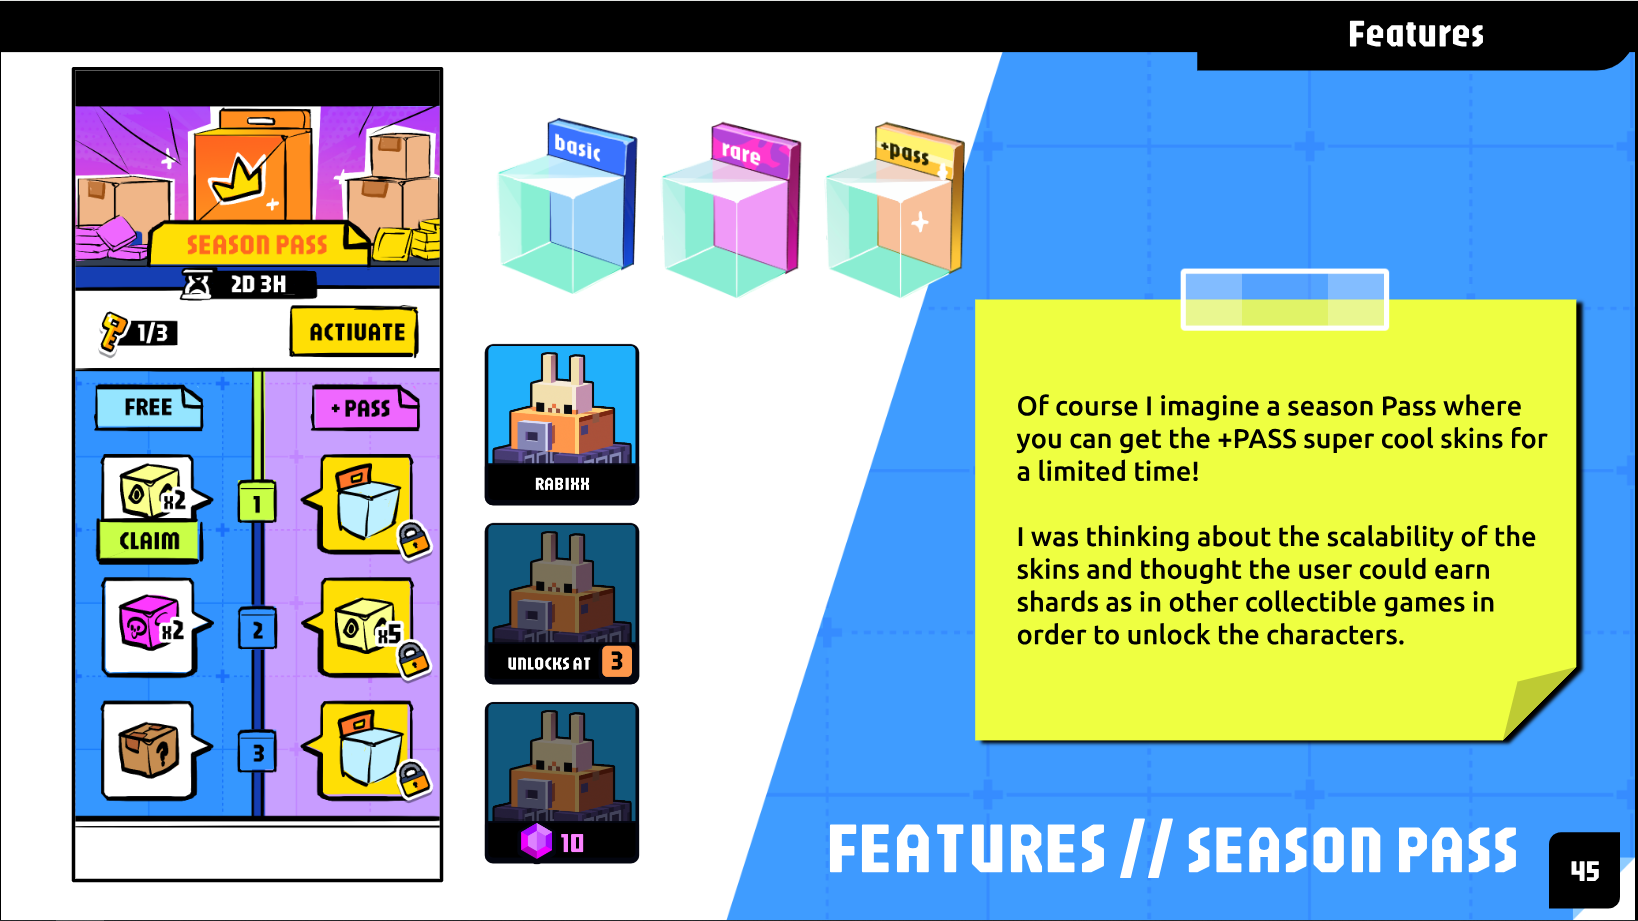 Features
SEASON PASS
2D 3H
1/3
ACTIVATE
FREE
+ PASS
x2
CLAIM
1
x2
2
x5
?
3
basic
rare
+pass
RABIXX
UNLOCKS AT 3
10
Of course I imagine a season Pass where
you can get the +PASS super cool skins for
a limited time!
I was thinking about the scalability of the
skins and thought the user could earn
shards as in other collectible games in
order to unlock the characters.
FEATURES // SEASON PASS
45